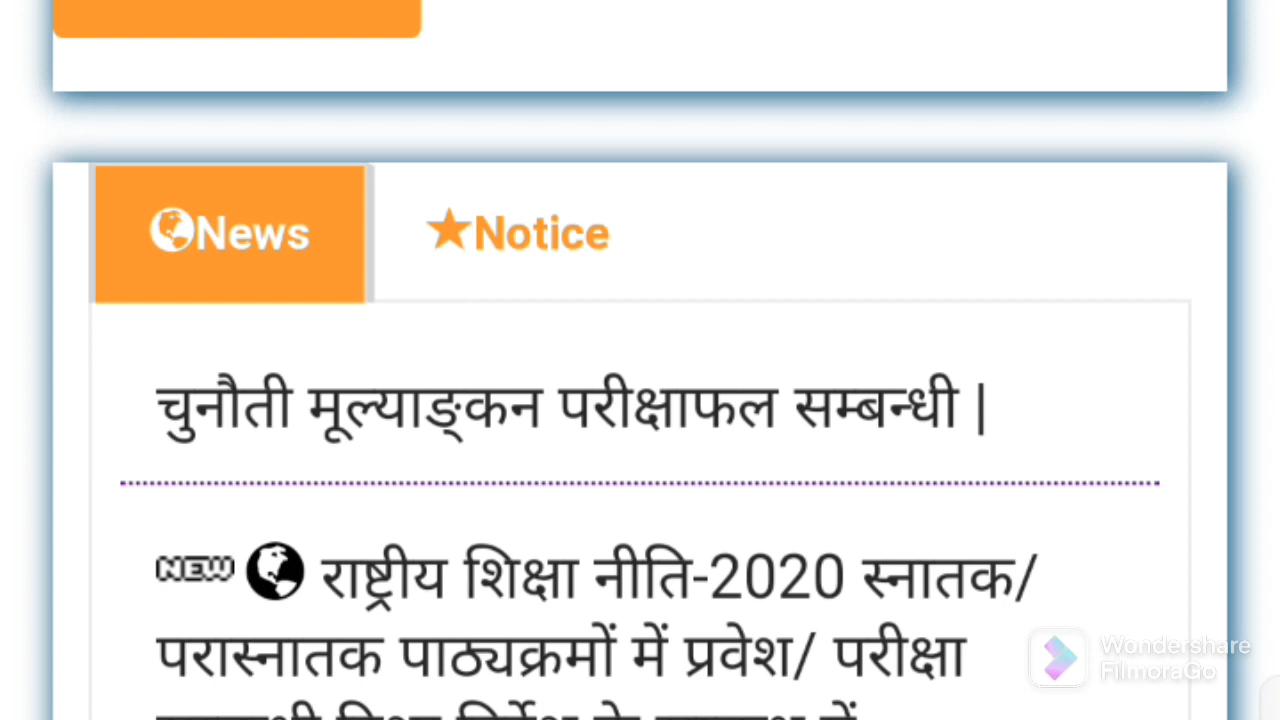 News
Notice
चुनौती मूल्याङ्कन परीक्षाफल सम्बन्धी |
NEW राष्ट्रीय शिक्षा नीति-2020 स्नातक/
परास्नातक पाठ्यक्रमों में प्रवेश/ परीक्षा
Wondershare
FilmoraGo